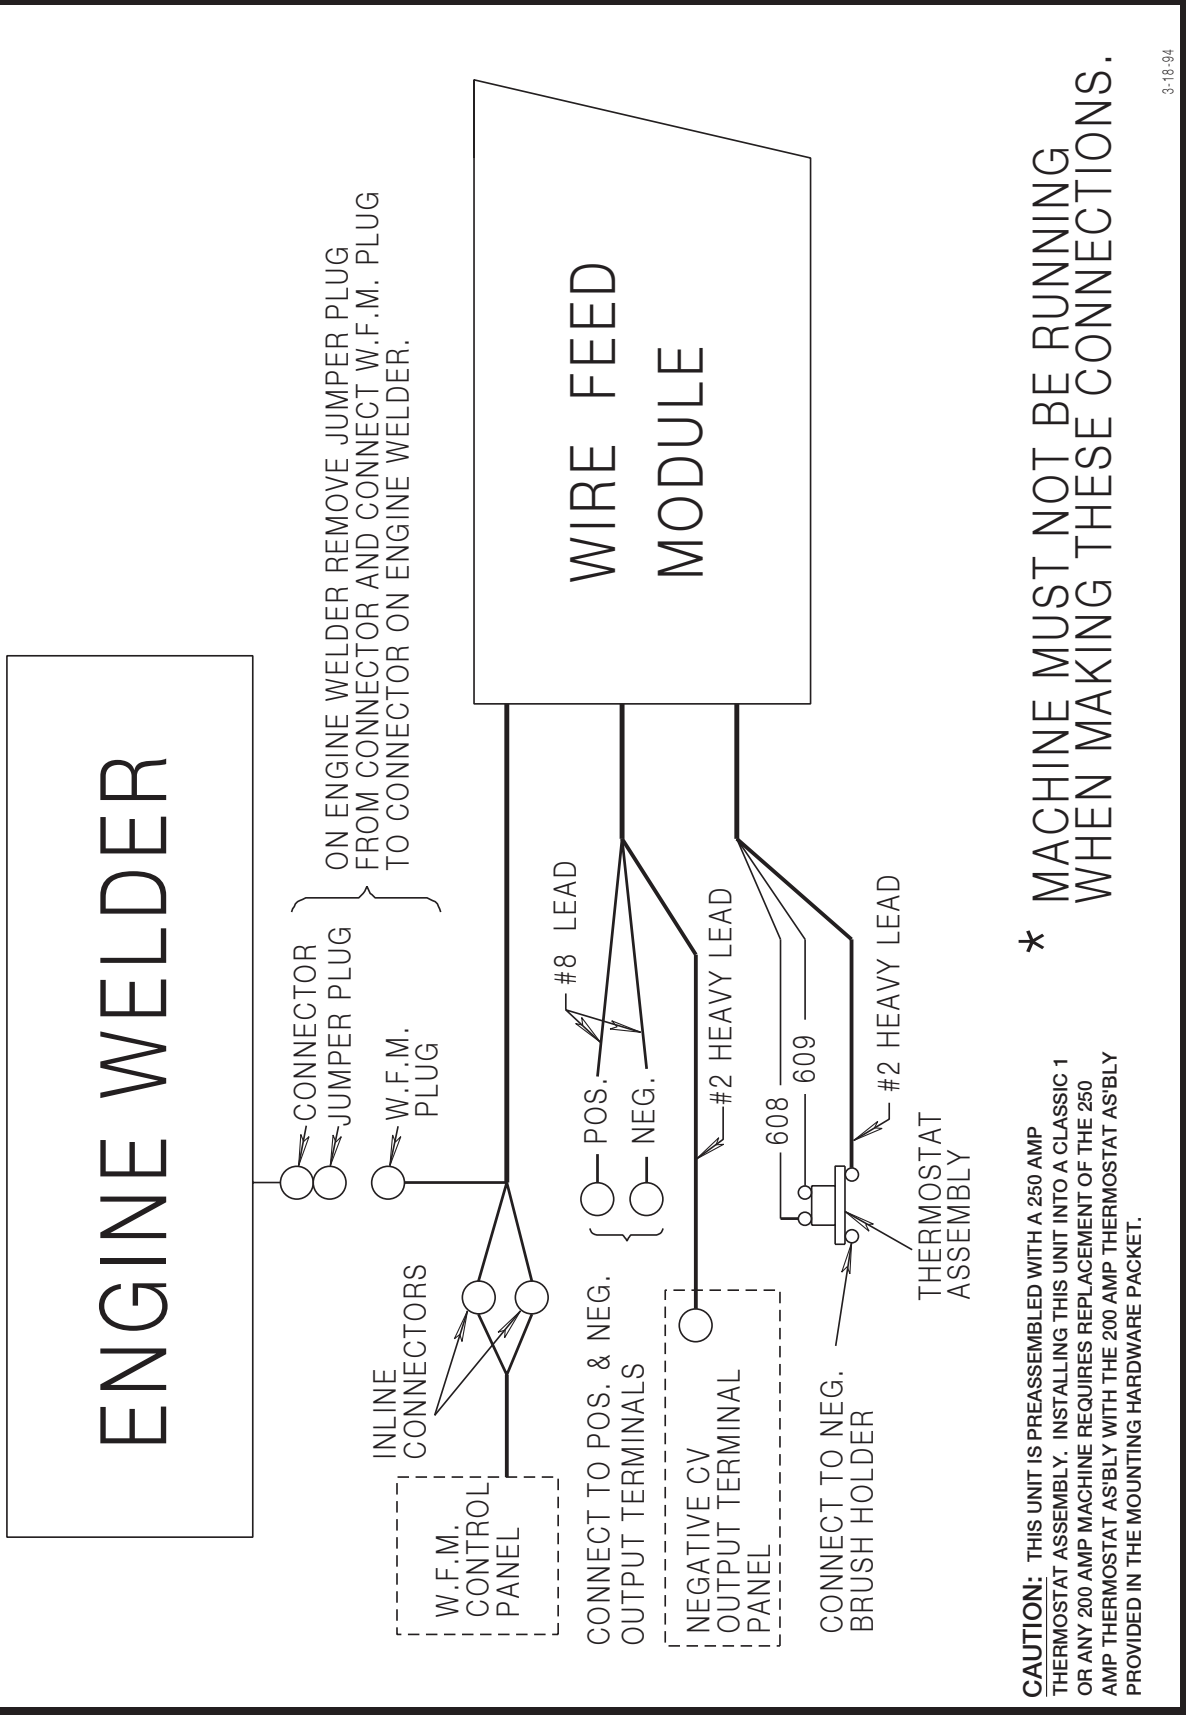 ENGINE WELDER
CONNECTOR
JUMPER PLUG
W.F.M.
PLUG
ON ENGINE WELDER REMOVE JUMPER PLUG
FROM CONNECTOR AND CONNECT W.F.M. PLUG
TO CONNECTOR ON ENGINE WELDER.
INLINE
CONNECTORS
W.F.M.
CONTROL
PANEL
WIRE FEED
MODULE
#8 LEAD
POS.
NEG.
CONNECT TO POS. & NEG.
OUTPUT TERMINALS
#2 HEAVY LEAD
NEGATIVE CV
OUTPUT TERMINAL
PANEL
608
609
#2 HEAVY LEAD
CONNECT TO NEG.
BRUSH HOLDER
THERMOSTAT
ASSEMBLY
* MACHINE MUST NOT BE RUNNING
WHEN MAKING THESE CONNECTIONS.
CAUTION: THIS UNIT IS PREASSEMBLED WITH A 250 AMP
THERMOSTAT ASSEMBLY. INSTALLING THIS UNIT INTO A CLASSIC 1
OR ANY 200 AMP MACHINE REQUIRES REPLACEMENT OF THE 250
AMP THERMOSTAT AS'BLY WITH THE 200 AMP THERMOSTAT AS'BLY
PROVIDED IN THE MOUNTING HARDWARE PACKET.
3-18-94